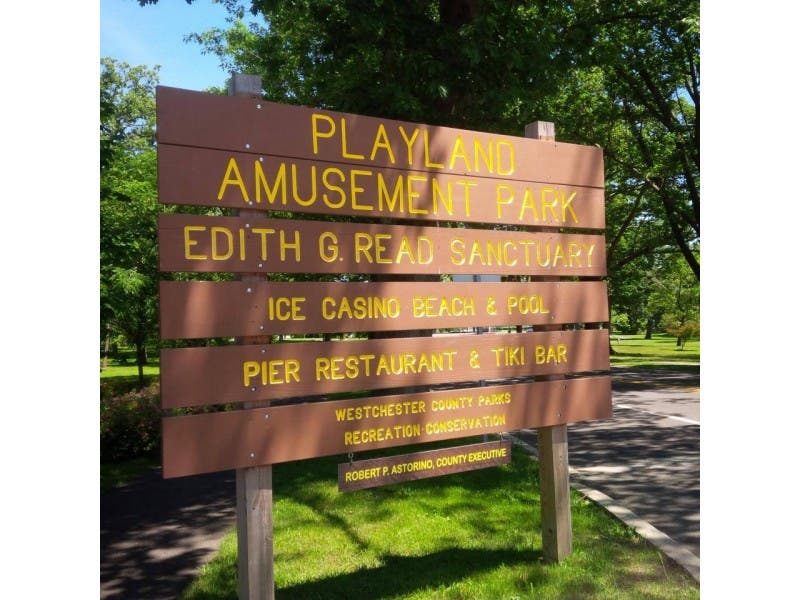 PLAYLAND
AMUSEMENT PARK
EDITH G. READ SANCTUARY
ICE CASINO BEACH & POOL
PIER RESTAURANT & TIKI BAR
WESTCHESTER COUNTY PARKS
RECREATION·CONSERVATION
ROBERT P. ASTORINO, COUNTY EXECUTIVE